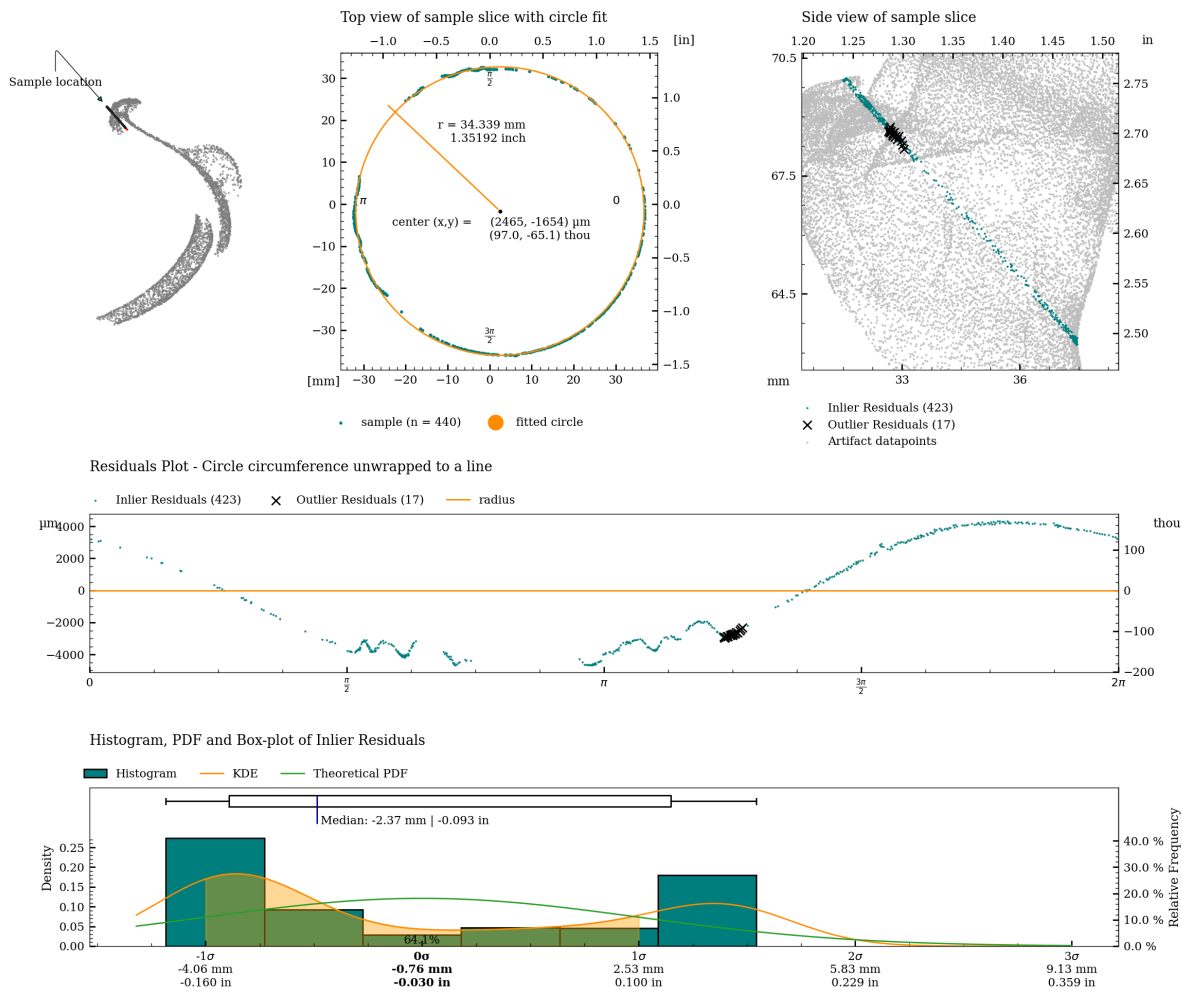 Sample location
Top view of sample slice with circle fit
−1.0 −0.5 0.0 0.5 1.0 1.5 [in]
30
20
10
0
−10
−20
−30
1.0
0.5
0.0
−0.5
−1.0
−1.5
π/2
r = 34.339 mm
1.35192 inch
π
0
center (x,y) = (2465, -1654) µm
(97.0, -65.1) thou
3π/2
[mm] −30 −20 −10 0 10 20 30
sample (n = 440) fitted circle
Side view of sample slice
1.20 1.25 1.30 1.35 1.40 1.45 1.50 in
70.5
67.5
64.5
2.75
2.70
2.65
2.60
2.55
2.50
mm 33 36
Inlier Residuals (423)
Outlier Residuals (17)
Artifact datapoints
Residuals Plot - Circle circumference unwrapped to a line
Inlier Residuals (423) Outlier Residuals (17) radius
µm
4000
2000
0
−2000
−4000
thou
100
0
−100
−200
0 π/2 π 3π/2 2π
Histogram, PDF and Box-plot of Inlier Residuals
Histogram KDE Theoretical PDF
Median: -2.37 mm | -0.093 in
Density
0.25
0.20
0.15
0.10
0.05
0.00
64.1%
40.0 %
30.0 %
20.0 %
10.0 %
0.0 %
Relative Frequency
-1σ 0σ 1σ 2σ 3σ
-4.06 mm -0.76 mm 2.53 mm 5.83 mm 9.13 mm
-0.160 in -0.030 in 0.100 in 0.229 in 0.359 in